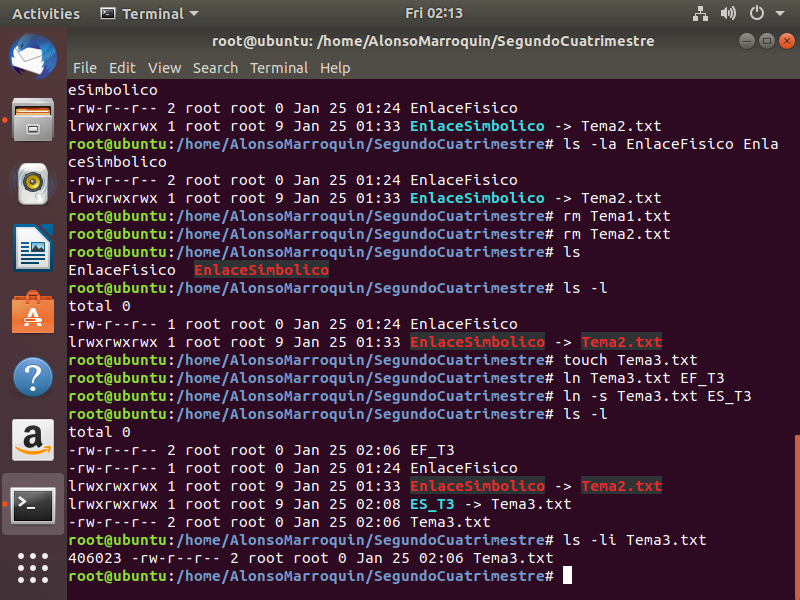 Activities Terminal Fri 02:13
root@ubuntu: /home/AlonsoMarroquin/SegundoCuatrimestre
File Edit View Search Terminal Help
eSimbolico
-rw-r--r-- 2 root root 0 Jan 25 01:24 EnlaceFisico
lrwxrwxrwx 1 root root 9 Jan 25 01:33 EnlaceSimbolico -> Tema2.txt
root@ubuntu:/home/AlonsoMarroquin/SegundoCuatrimestre# ls -la EnlaceFisico Enla
ceSimbolico
-rw-r--r-- 2 root root 0 Jan 25 01:24 EnlaceFisico
lrwxrwxrwx 1 root root 9 Jan 25 01:33 EnlaceSimbolico -> Tema2.txt
root@ubuntu:/home/AlonsoMarroquin/SegundoCuatrimestre# rm Tema1.txt
root@ubuntu:/home/AlonsoMarroquin/SegundoCuatrimestre# rm Tema2.txt
root@ubuntu:/home/AlonsoMarroquin/SegundoCuatrimestre# ls
EnlaceFisico  EnlaceSimbolico
root@ubuntu:/home/AlonsoMarroquin/SegundoCuatrimestre# ls -l
total 0
-rw-r--r-- 1 root root 0 Jan 25 01:24 EnlaceFisico
lrwxrwxrwx 1 root root 9 Jan 25 01:33 EnlaceSimbolico -> Tema2.txt
root@ubuntu:/home/AlonsoMarroquin/SegundoCuatrimestre# touch Tema3.txt
root@ubuntu:/home/AlonsoMarroquin/SegundoCuatrimestre# ln Tema3.txt EF_T3
root@ubuntu:/home/AlonsoMarroquin/SegundoCuatrimestre# ln -s Tema3.txt ES_T3
root@ubuntu:/home/AlonsoMarroquin/SegundoCuatrimestre# ls -l
total 0
-rw-r--r-- 2 root root 0 Jan 25 02:06 EF_T3
-rw-r--r-- 1 root root 0 Jan 25 01:24 EnlaceFisico
lrwxrwxrwx 1 root root 9 Jan 25 01:33 EnlaceSimbolico -> Tema2.txt
lrwxrwxrwx 1 root root 9 Jan 25 02:08 ES_T3 -> Tema3.txt
-rw-r--r-- 2 root root 0 Jan 25 02:06 Tema3.txt
root@ubuntu:/home/AlonsoMarroquin/SegundoCuatrimestre# ls -li Tema3.txt
406023 -rw-r--r-- 2 root root 0 Jan 25 02:06 Tema3.txt
root@ubuntu:/home/AlonsoMarroquin/SegundoCuatrimestre#